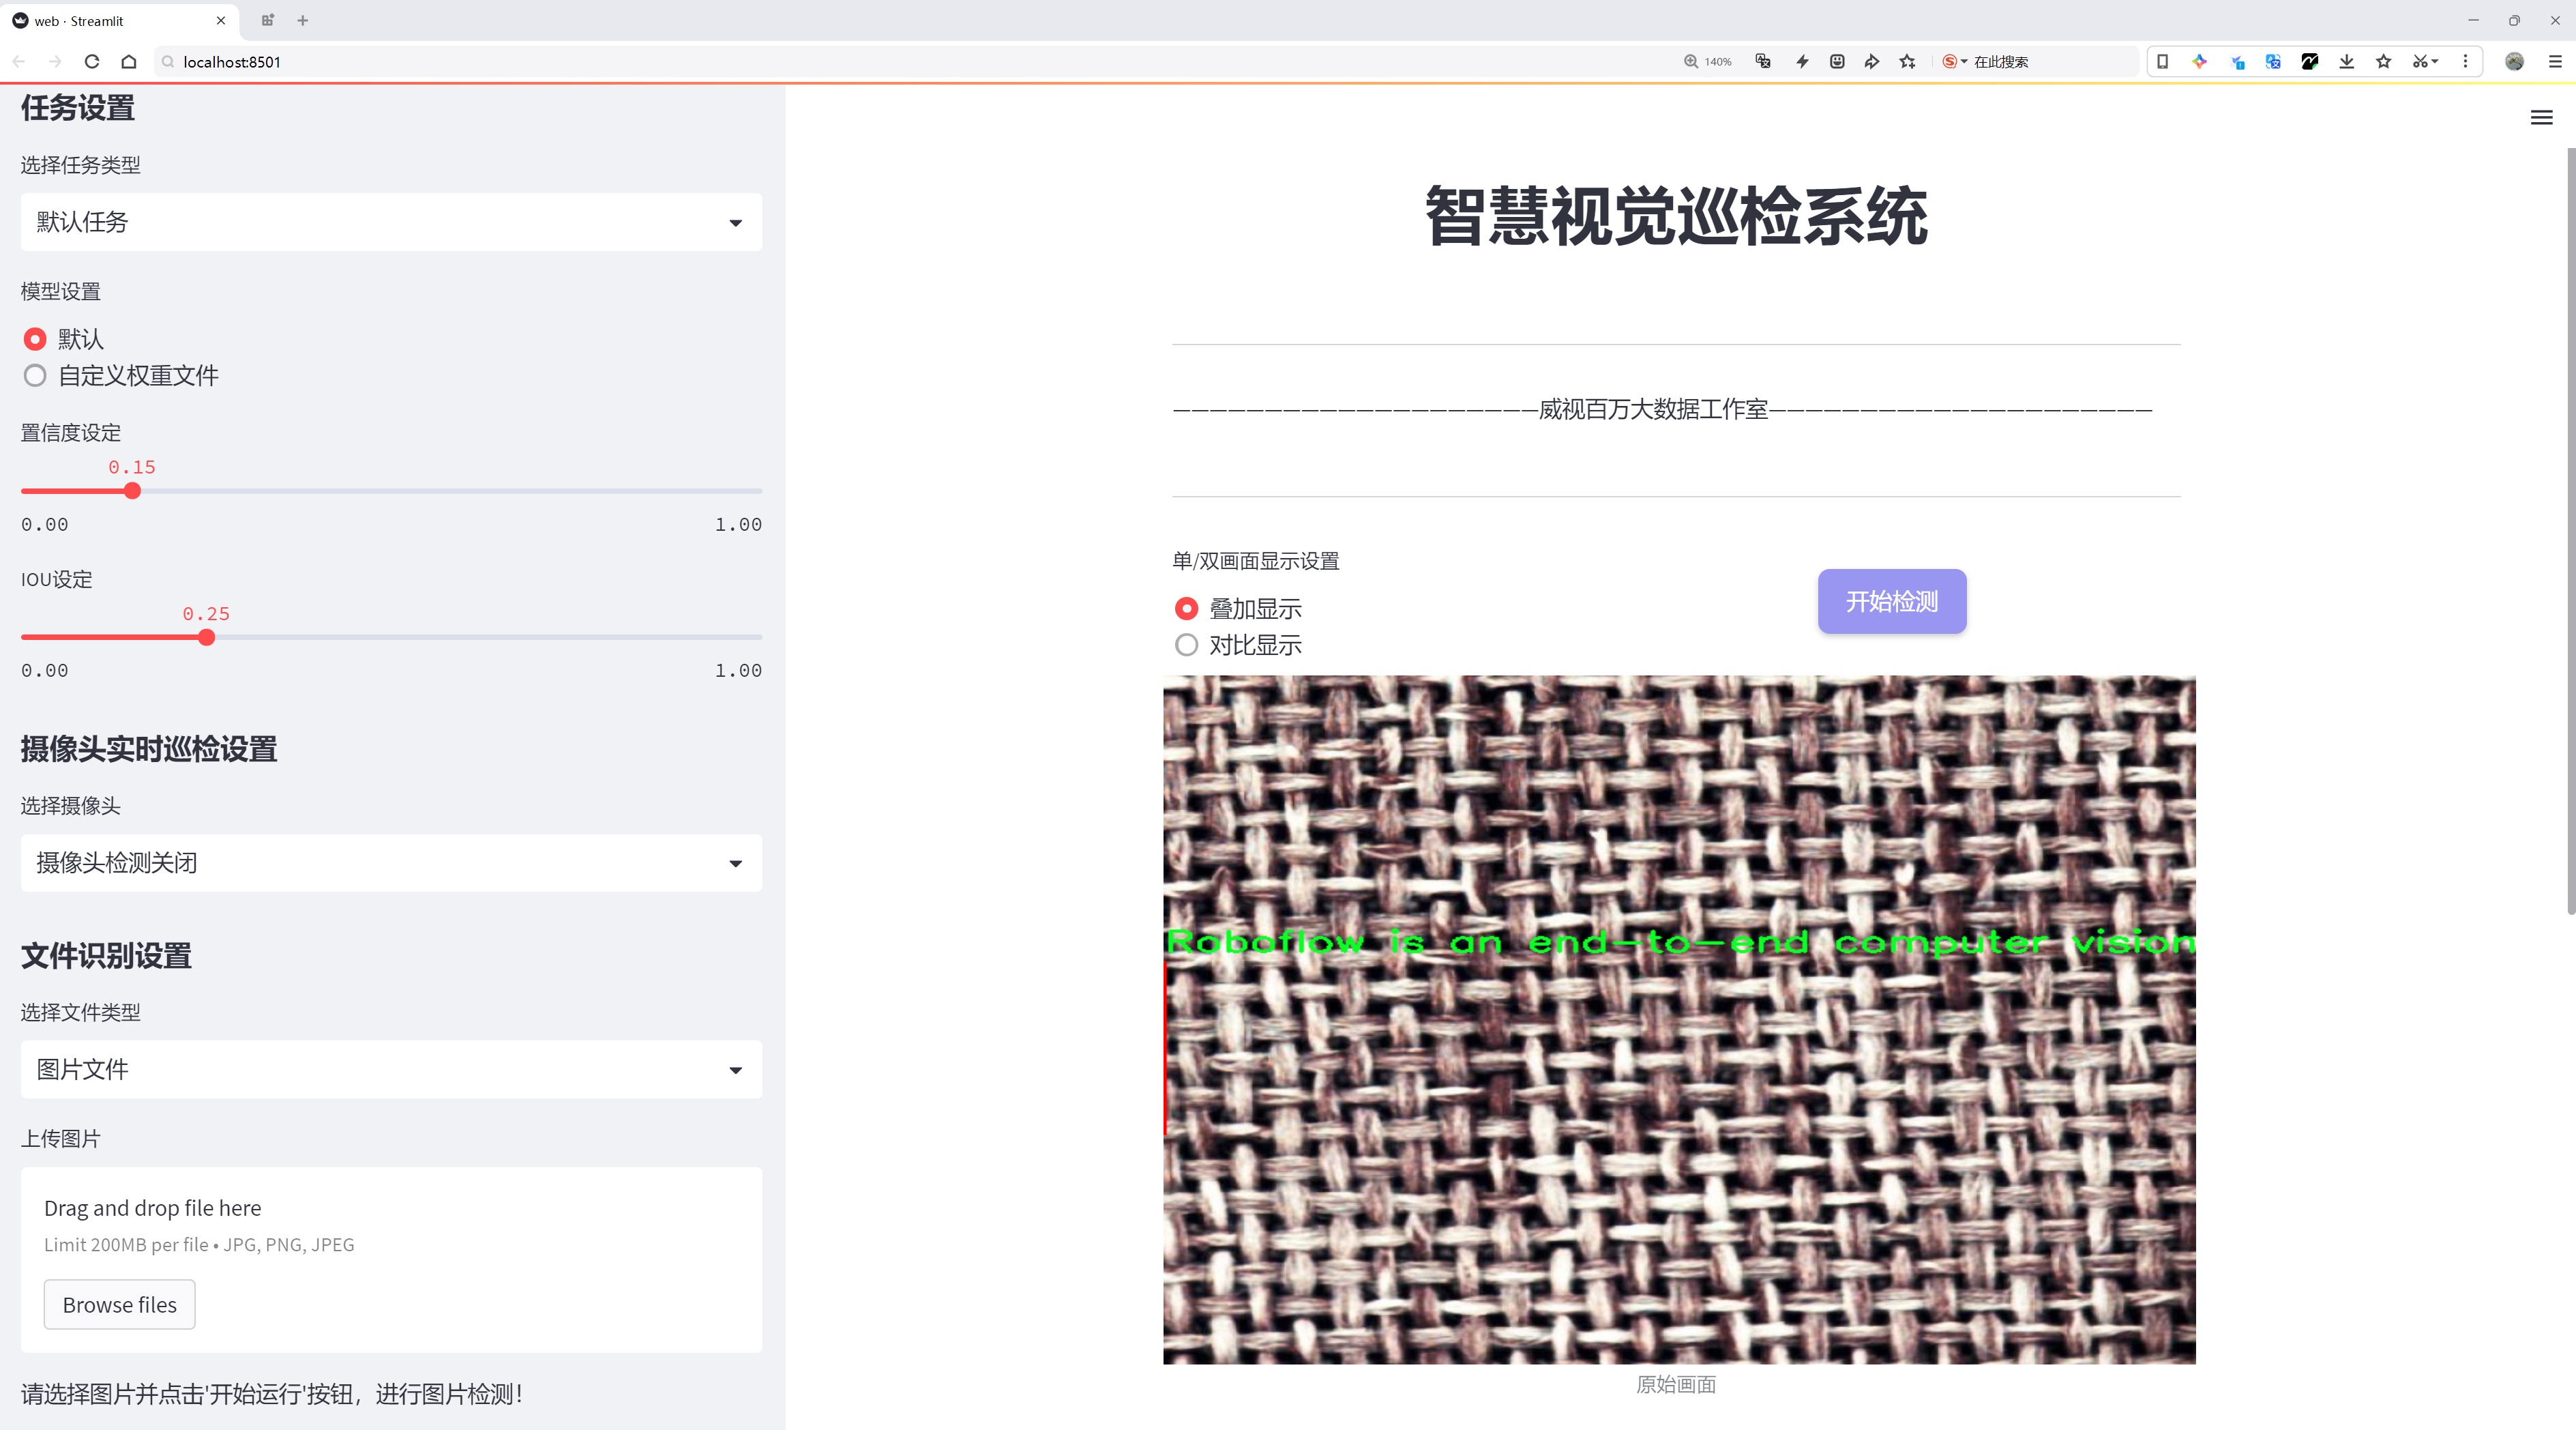 web · Streamlit
localhost:8501
140%
在此搜索
任务设置
选择任务类型
默认任务
模型设置
默认
自定义权重文件
置信度设定
0.15
0.00
1.00
IOU设定
0.25
0.00
1.00
摄像头实时巡检设置
选择摄像头
摄像头检测关闭
文件识别设置
选择文件类型
图片文件
上传图片
Drag and drop file here
Limit 200MB per file • JPG, PNG, JPEG
Browse files
请选择图片并点击'开始运行'按钮，进行图片检测！
智慧视觉巡检系统
————————————————————威视百万大数据工作室—————————————————————
单/双画面显示设置
叠加显示
对比显示
开始检测
Roboflow is an end-to-end computer vision
原始画面